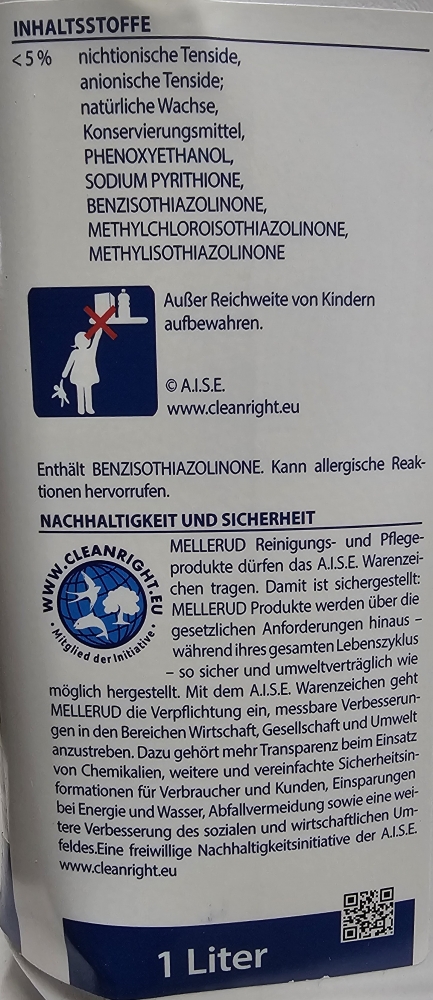 INHALTSSTOFFE
<5% nichtionische Tenside,
anionische Tenside;
natürliche Wachse,
Konservierungsmittel,
PHENOXYETHANOL,
SODIUM PYRITHIONE,
BENZISOTHIAZOLINONE,
METHYLCHLOROISOTHIAZOLINONE,
METHYLISOTHIAZOLINONE
Außer Reichweite von Kindern
aufbewahren.
© A.I.S.E.
www.cleanright.eu
Enthält BENZISOTHIAZOLINONE. Kann allergische Reak-
tionen hervorrufen.
NACHHALTIGKEIT UND SICHERHEIT
WWW.CLEANRIGHT.EU
• Mitglied der Initiative •
MELLERUD Reinigungs- und Pflege-
produkte dürfen das A.I.S.E. Warenzei-
chen tragen. Damit ist sichergestellt:
MELLERUD Produkte werden über die
gesetzlichen Anforderungen hinaus –
während ihres gesamten Lebenszyklus
– so sicher und umweltverträglich wie
möglich hergestellt. Mit dem A.I.S.E. Warenzeichen geht
MELLERUD die Verpflichtung ein, messbare Verbesserun-
gen in den Bereichen Wirtschaft, Gesellschaft und Umwelt
anzustreben. Dazu gehört mehr Transparenz beim Einsatz
von Chemikalien, weitere und vereinfachte Sicherheitsin-
formationen für Verbraucher und Kunden, Einsparungen
bei Energie und Wasser, Abfallvermeidung sowie eine wei-
tere Verbesserung des sozialen und wirtschaftlichen Um-
feldes.Eine freiwillige Nachhaltigkeitsinitiative der A.I.S.E.
www.cleanright.eu
1 Liter